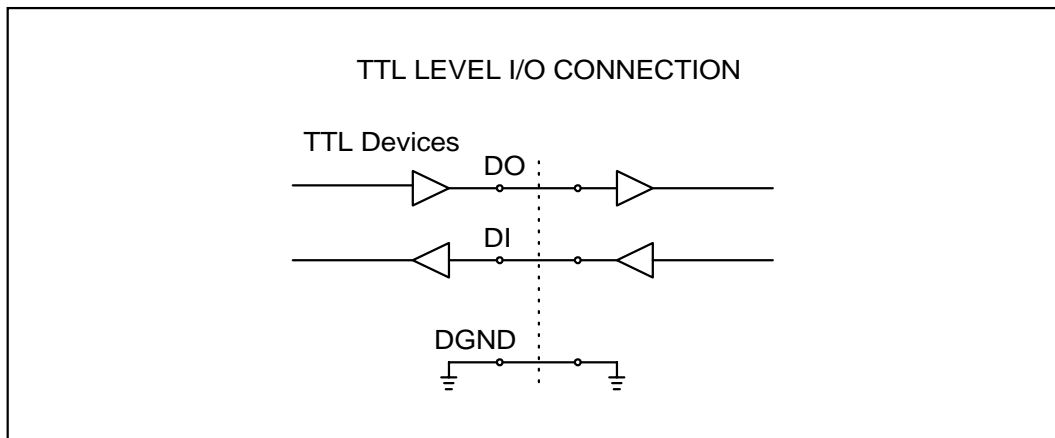 TTL LEVEL I/O CONNECTION
TTL Devices
DO
DI
DGND